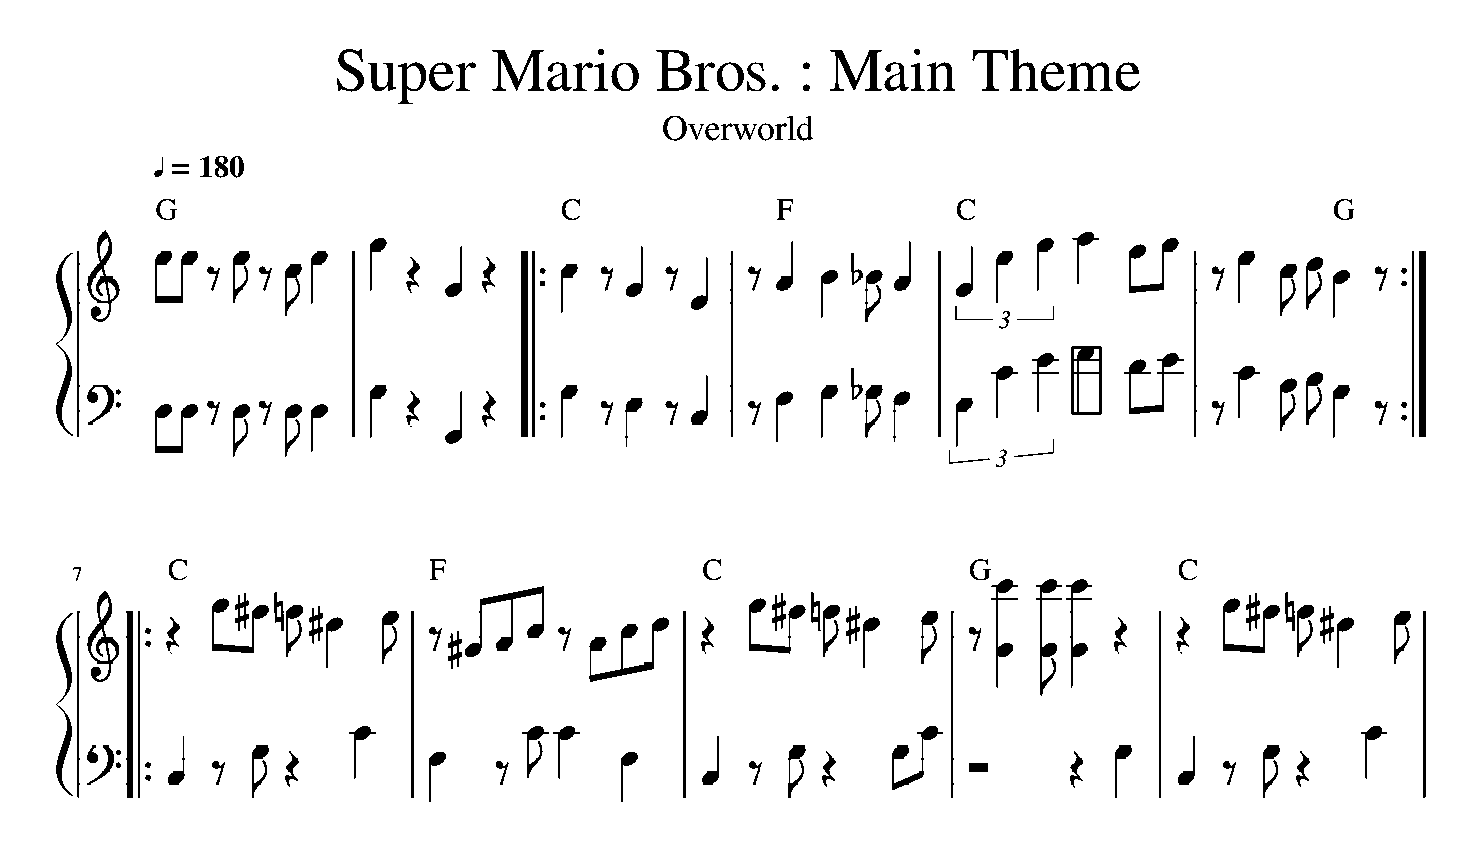 Super Mario Bros. : Main Theme
Overworld
♩ = 180
G C F C G
3
3
7 C F C G C